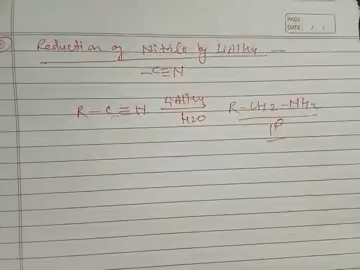 PAGE
DATE / /
Reduction of Nitrile by LiAlH4 —
—C≡N
R—C≡N LiAlH4 H2O R—CH2—NH2
1°